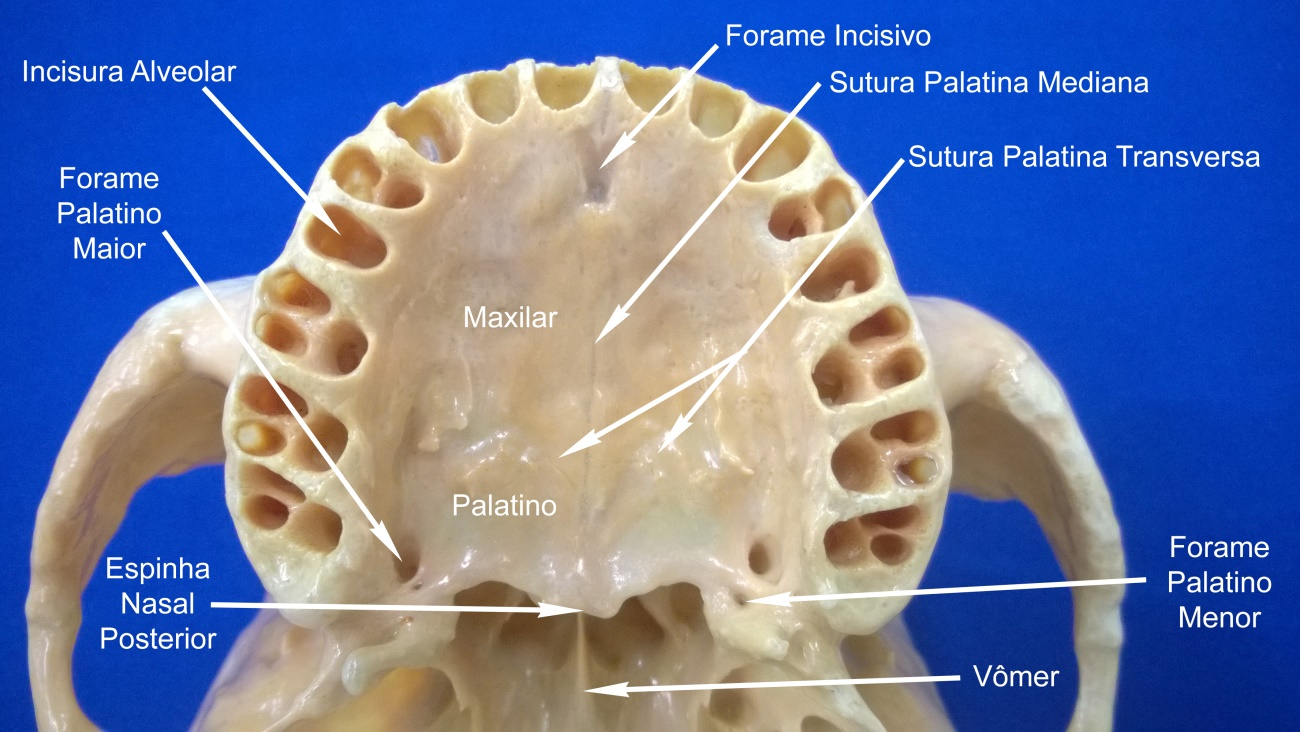 Forame Incisivo
Incisura Alveolar
Sutura Palatina Mediana
Sutura Palatina Transversa
Forame
Palatino
Maior
Maxilar
Palatino
Espinha
Nasal
Posterior
Forame
Palatino
Menor
Vômer